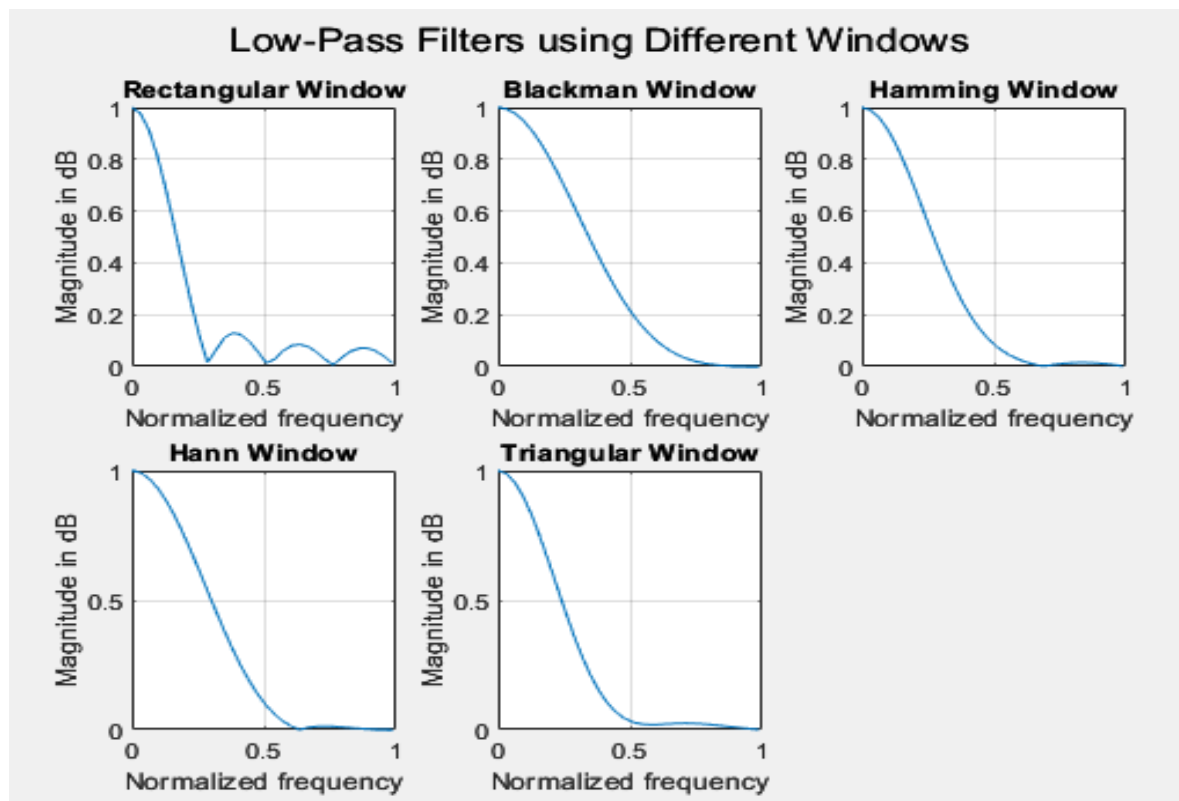 Low-Pass Filters using Different Windows
Rectangular Window
Magnitude in dB
1
0.8
0.6
0.4
0.2
0
0 0.5 1
Normalized frequency
Blackman Window
Magnitude in dB
1
0.8
0.6
0.4
0.2
0
0 0.5 1
Normalized frequency
Hamming Window
Magnitude in dB
1
0.8
0.6
0.4
0.2
0
0 0.5 1
Normalized frequency
Hann Window
Magnitude in dB
1
0.5
0
0 0.5 1
Normalized frequency
Triangular Window
Magnitude in dB
1
0.5
0
0 0.5 1
Normalized frequency